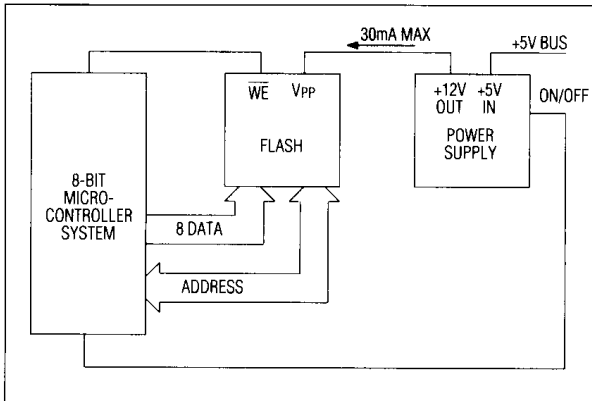 30mA MAX
+5V BUS
WE
VPP
FLASH
+12V +5V
OUT IN
POWER
SUPPLY
ON/OFF
8-BIT
MICRO-
CONTROLLER
SYSTEM
8 DATA
ADDRESS